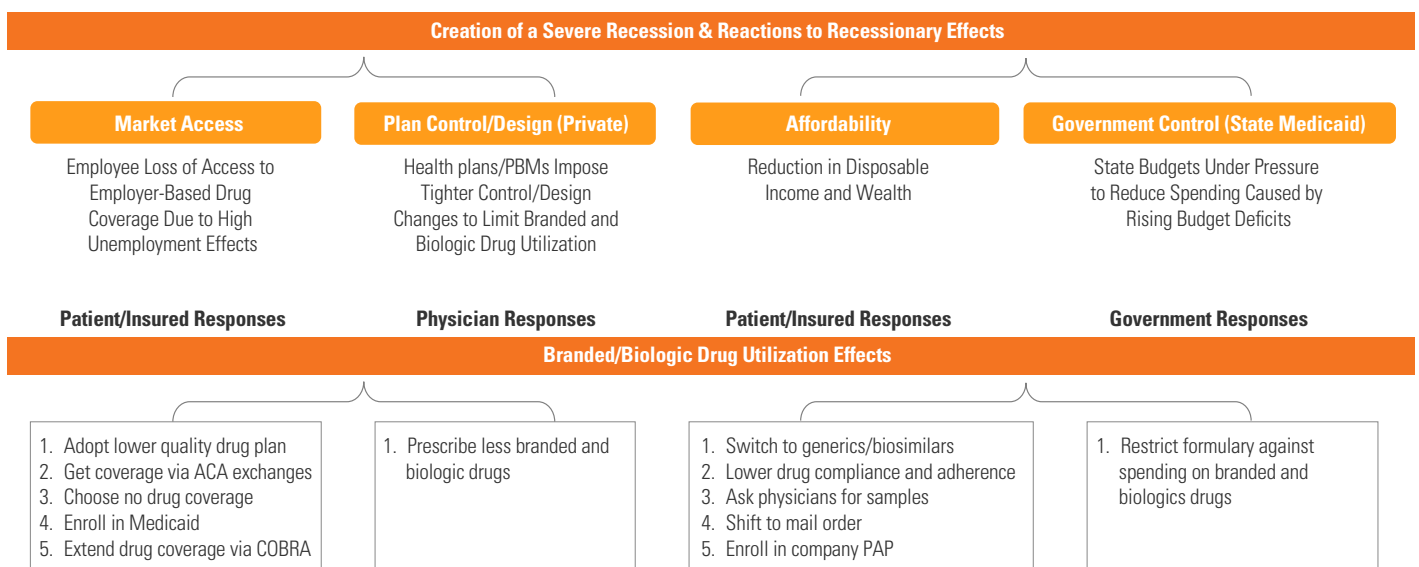 Creation of a Severe Recession & Reactions to Recessionary Effects
Market Access
Employee Loss of Access to
Employer-Based Drug
Coverage Due to High
Unemployment Effects
Plan Control/Design (Private)
Health plans/PBMs Impose
Tighter Control/Design
Changes to Limit Branded and
Biologic Drug Utilization
Affordability
Reduction in Disposable
Income and Wealth
Government Control (State Medicaid)
State Budgets Under Pressure
to Reduce Spending Caused by
Rising Budget Deficits
Patient/Insured Responses
Physician Responses
Patient/Insured Responses
Government Responses
Branded/Biologic Drug Utilization Effects
1. Adopt lower quality drug plan
2. Get coverage via ACA exchanges
3. Choose no drug coverage
4. Enroll in Medicaid
5. Extend drug coverage via COBRA
1. Prescribe less branded and
biologic drugs
1. Switch to generics/biosimilars
2. Lower drug compliance and adherence
3. Ask physicians for samples
4. Shift to mail order
5. Enroll in company PAP
1. Restrict formulary against
spending on branded and
biologics drugs